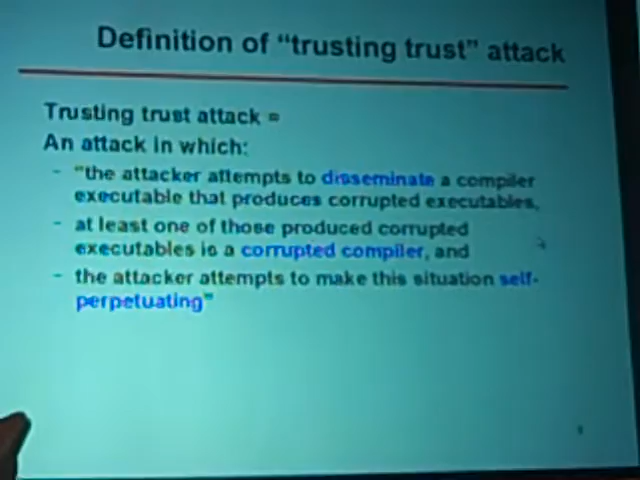 Definition of “trusting trust” attack
Trusting trust attack =
An attack in which:
- “the attacker attempts to disseminate a compiler
executable that produces corrupted executables,
- at least one of those produced corrupted
executables is a corrupted compiler, and
- the attacker attempts to make this situation self-
perpetuating”